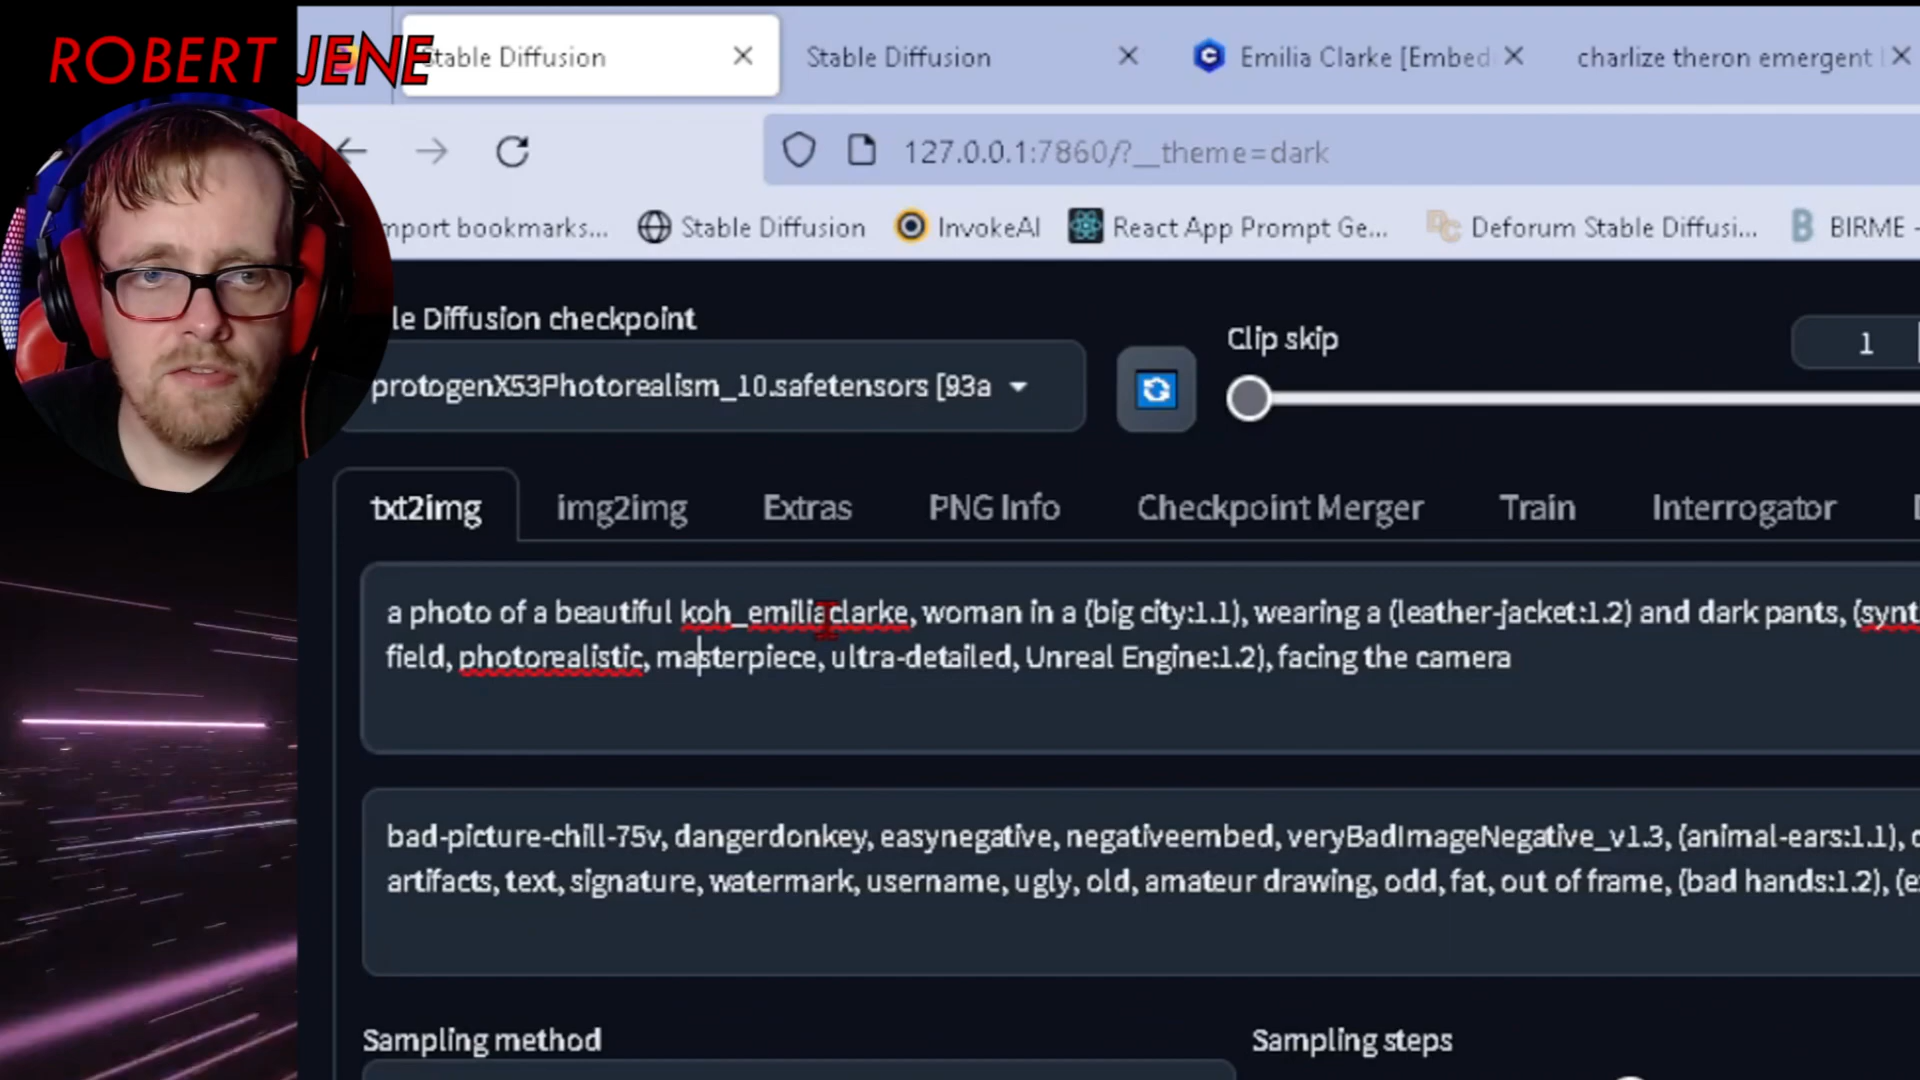 ROBERT JENE
Stable Diffusion
Stable Diffusion
Emilia Clarke [Embed
charlize theron emergent
127.0.0.1:7860/?__theme=dark
mport bookmarks...
Stable Diffusion
InvokeAI
React App Prompt Ge...
Deforum Stable Diffusi...
BIRME -
le Diffusion checkpoint
Clip skip
1
protogenX53Photorealism_10.safetensors [93a
txt2img
img2img
Extras
PNG Info
Checkpoint Merger
Train
Interrogator
a photo of a beautiful koh_emiliaclarke, woman in a (big city:1.1), wearing a (leather-jacket:1.2) and dark pants, (synt
field, photorealistic, masterpiece, ultra-detailed, Unreal Engine:1.2), facing the camera
bad-picture-chill-75v, dangerdonkey, easynegative, negativeembed, veryBadImageNegative_v1.3, (animal-ears:1.1),
artifacts, text, signature, watermark, username, ugly, old, amateur drawing, odd, fat, out of frame, (bad hands:1.2), (e
Sampling method
Sampling steps